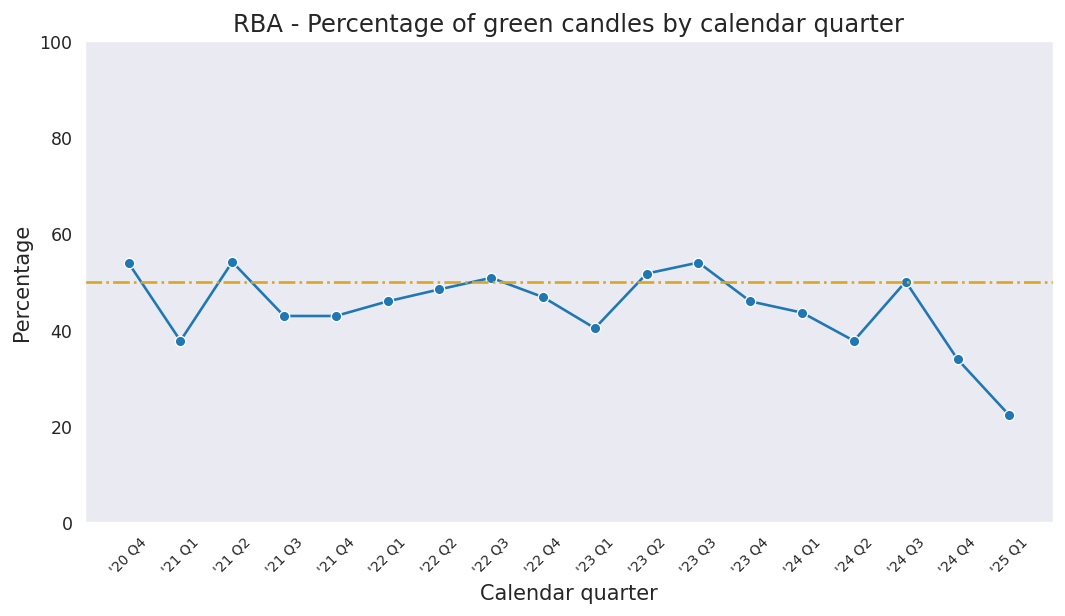 RBA - Percentage of green candles by calendar quarter
100
80
60
40
20
0
Percentage
'20 Q4
'21 Q1
'21 Q2
'21 Q3
'21 Q4
'22 Q1
'22 Q2
'22 Q3
'22 Q4
'23 Q1
'23 Q2
'23 Q3
'23 Q4
'24 Q1
'24 Q2
'24 Q3
'24 Q4
'25 Q1
Calendar quarter